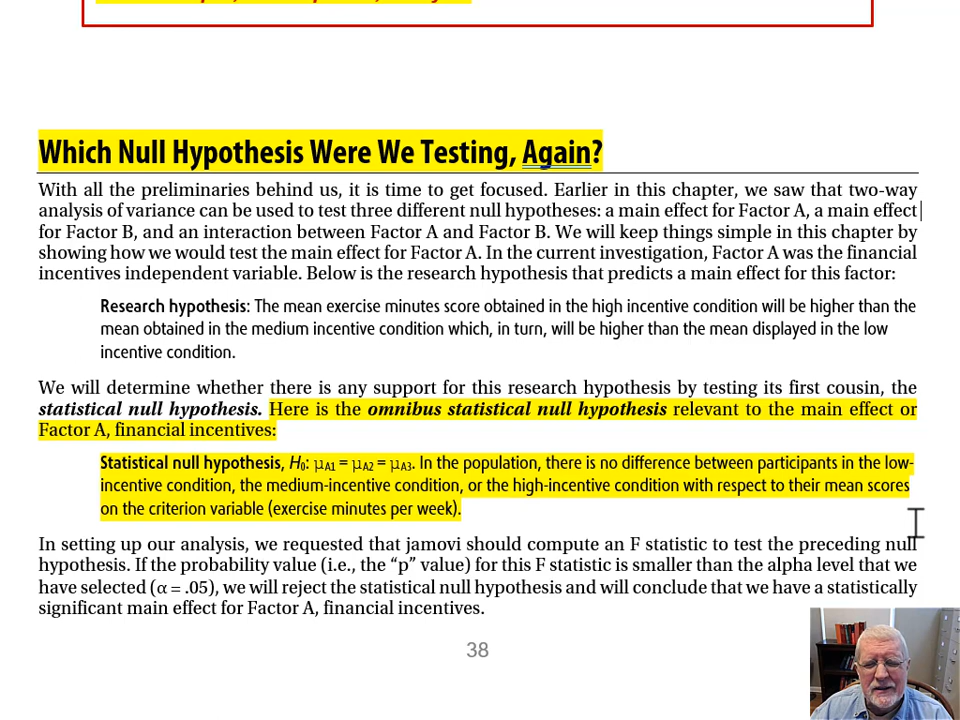 Which Null Hypothesis Were We Testing, Again?
With all the preliminaries behind us, it is time to get focused. Earlier in this chapter, we saw that two-way
analysis of variance can be used to test three different null hypotheses: a main effect for Factor A, a main effect
for Factor B, and an interaction between Factor A and Factor B. We will keep things simple in this chapter by
showing how we would test the main effect for Factor A. In the current investigation, Factor A was the financial
incentives independent variable. Below is the research hypothesis that predicts a main effect for this factor:
Research hypothesis: The mean exercise minutes score obtained in the high incentive condition will be higher than the
mean obtained in the medium incentive condition which, in turn, will be higher than the mean displayed in the low
incentive condition.
We will determine whether there is any support for this research hypothesis by testing its first cousin, the
statistical null hypothesis. Here is the omnibus statistical null hypothesis relevant to the main effect or
Factor A, financial incentives:
Statistical null hypothesis, H₀: μA1 = μA2 = μA3. In the population, there is no difference between participants in the low-
incentive condition, the medium-incentive condition, or the high-incentive condition with respect to their mean scores
on the criterion variable (exercise minutes per week).
In setting up our analysis, we requested that jamovi should compute an F statistic to test the preceding null
hypothesis. If the probability value (i.e., the “p” value) for this F statistic is smaller than the alpha level that we
have selected (α = .05), we will reject the statistical null hypothesis and will conclude that we have a statistically
significant main effect for Factor A, financial incentives.
38